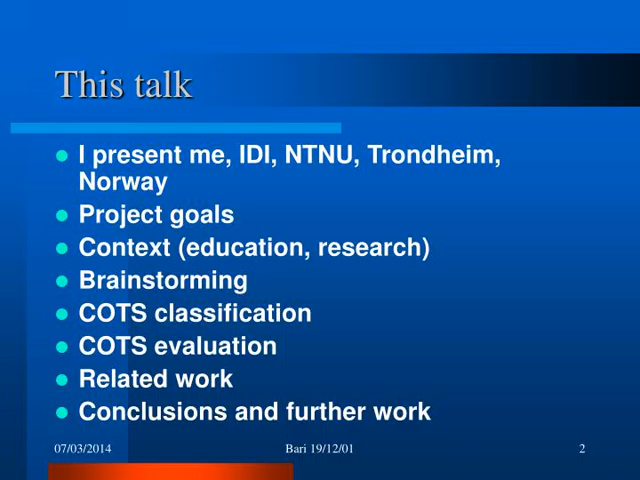 This talk
I present me, IDI, NTNU, Trondheim,
Norway
Project goals
Context (education, research)
Brainstorming
COTS classification
COTS evaluation
Related work
Conclusions and further work
07/03/2014 Bari 19/12/01 2